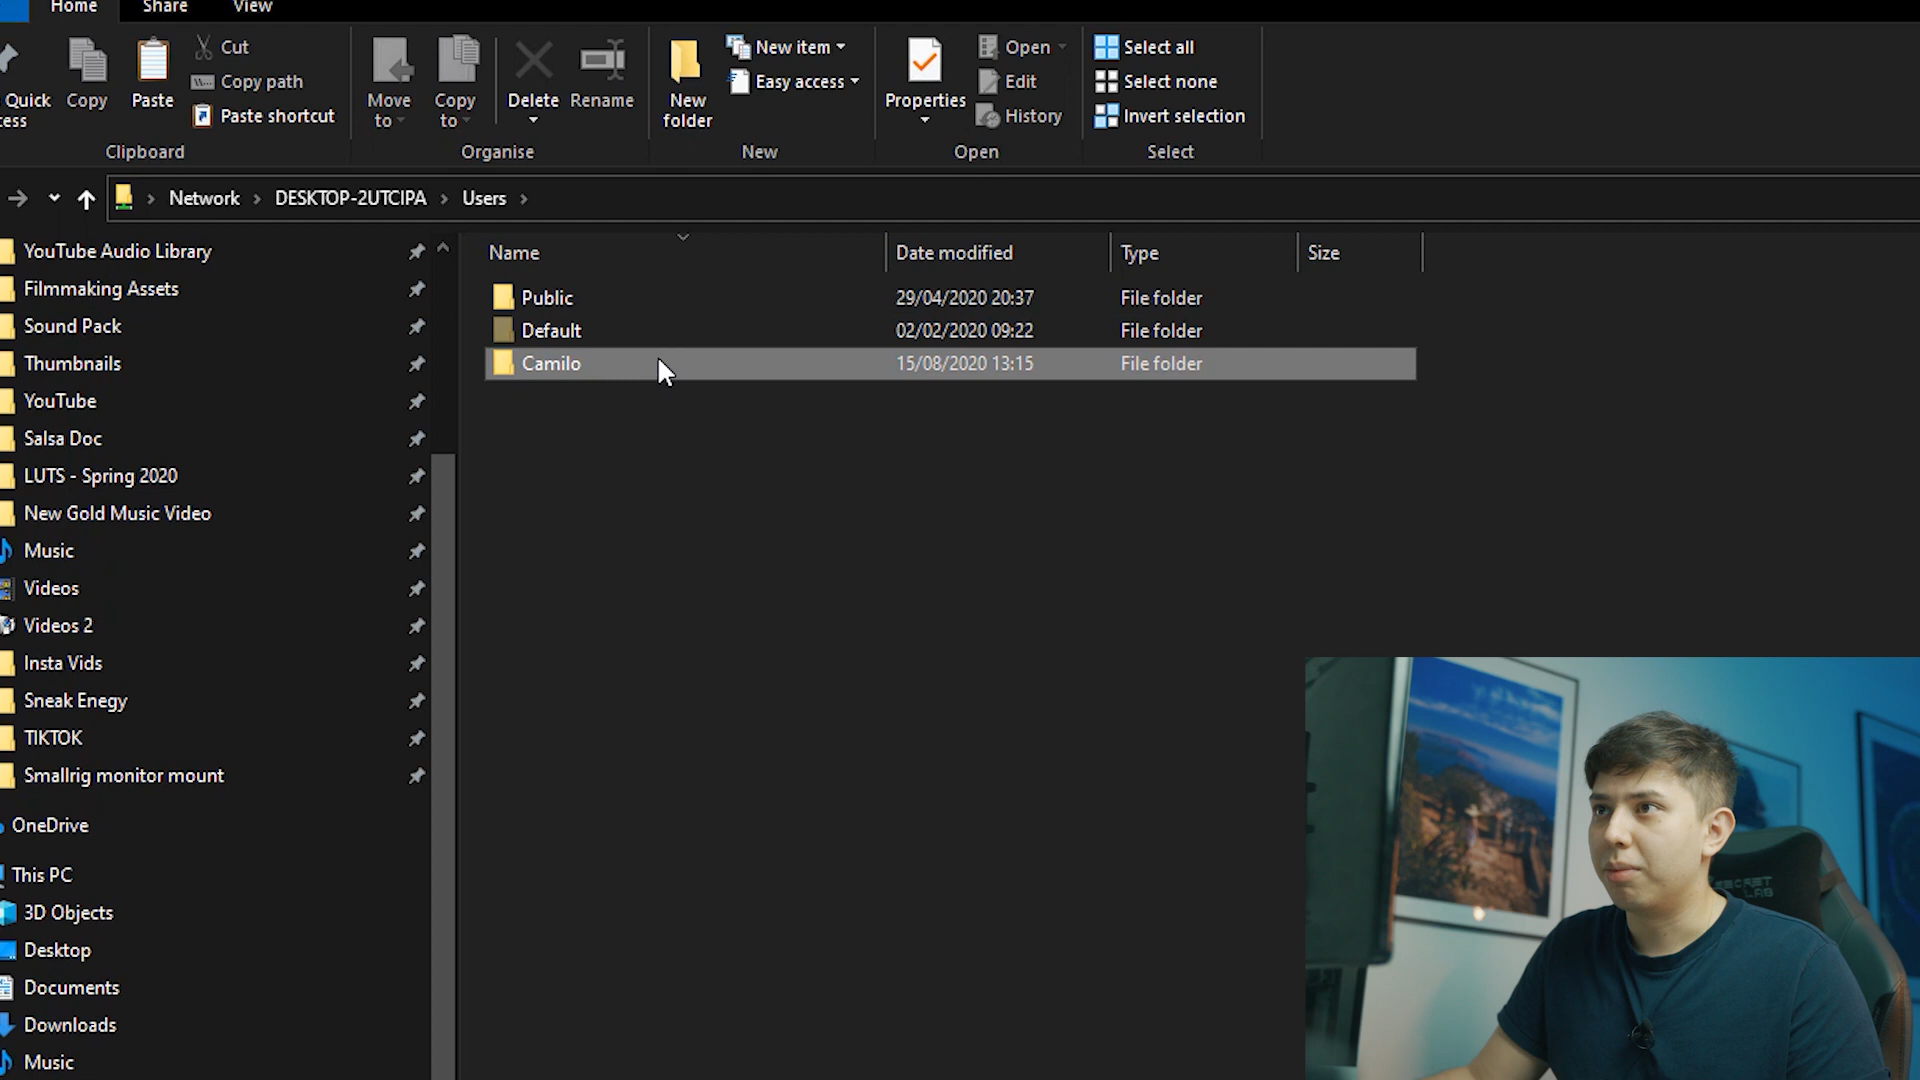 Home Share View
Quick
cess
Copy
Paste
Cut
Copy path
Paste shortcut
Clipboard
Move
to
Copy
to
Delete
Rename
Organise
New
folder
New item
Easy access
New
Properties
Open
Edit
History
Open
Select all
Select none
Invert selection
Select
Network > DESKTOP-2UTCIPA > Users >
YouTube Audio Library
Filmmaking Assets
Sound Pack
Thumbnails
YouTube
Salsa Doc
LUTS - Spring 2020
New Gold Music Video
Music
Videos
Videos 2
Insta Vids
Sneak Enegy
TIKTOK
Smallrig monitor mount
OneDrive
This PC
3D Objects
Desktop
Documents
Downloads
Music
Name Date modified Type Size
Public 29/04/2020 20:37 File folder
Default 02/02/2020 09:22 File folder
Camilo 15/08/2020 13:15 File folder